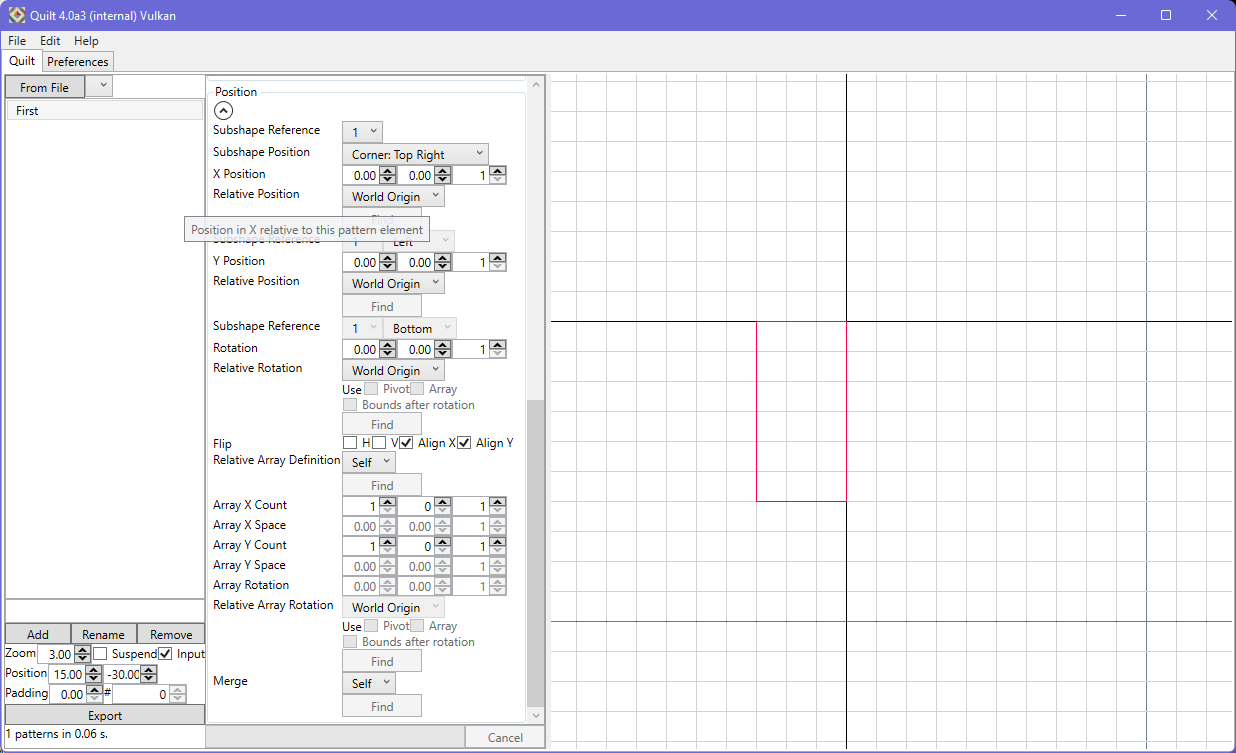 Quilt 4.0a3 (internal) Vulkan
File Edit Help
Quilt Preferences
From File
First
Position
Subshape Reference 1
Subshape Position Corner: Top Right
X Position 0.00 0.00 1
Relative Position World Origin
Find
Position in X relative to this pattern element
Subshape Reference 1 Left
Y Position 0.00 0.00 1
Relative Position World Origin
Find
Subshape Reference 1 Bottom
Rotation 0.00 0.00 1
Relative Rotation World Origin
Use Pivot Array
Bounds after rotation
Find
Flip H V Align X Align Y
Relative Array Definition Self
Find
Array X Count 1 0 1
Array X Space 0.00 0.00 1
Array Y Count 1 0 1
Array Y Space 0.00 0.00 1
Array Rotation 0.00 0.00 1
Relative Array Rotation World Origin
Use Pivot Array
Bounds after rotation
Find
Merge Self
Find
Cancel
Add Rename Remove
Zoom 3.00 Suspend Input
Position 15.00 -30.00
Padding 0.00 # 0
Export
1 patterns in 0.06 s.